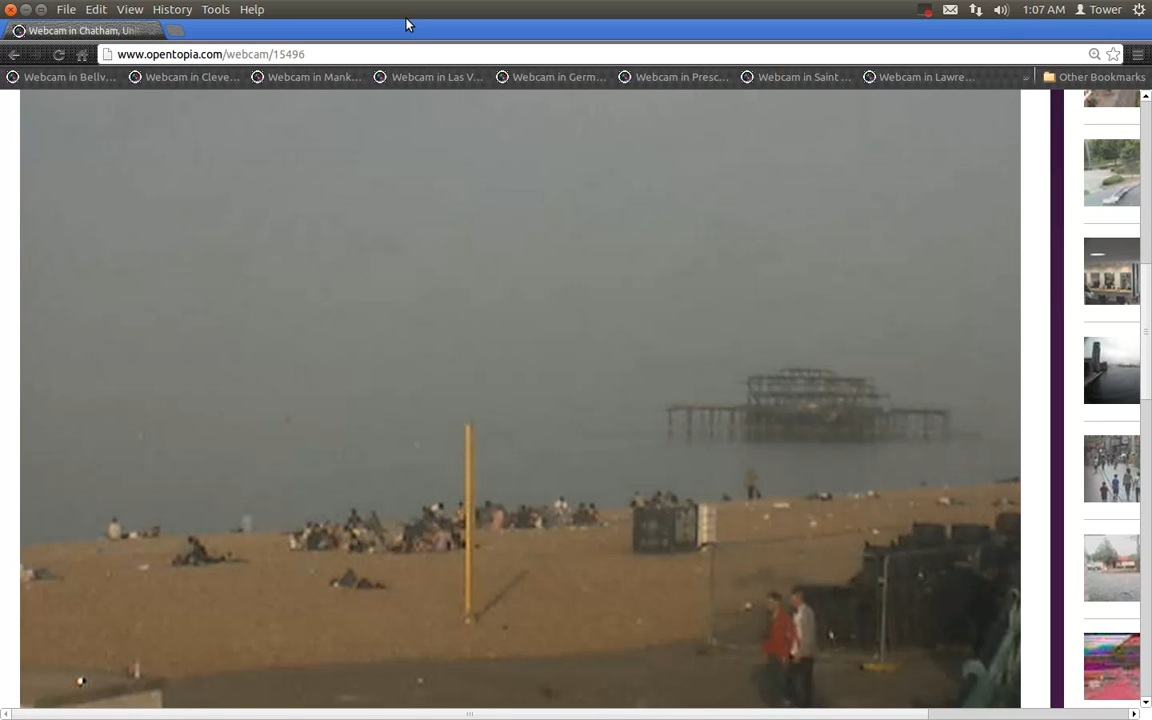 File Edit View History Tools Help 1:07 AM Tower
Webcam in Chatham, Uni
www.opentopia.com/webcam/15496
Webcam in Bellv... Webcam in Cleve... Webcam in Mank... Webcam in Las V... Webcam in Germ... Webcam in Presc... Webcam in Saint ... Webcam in Lawre... » Other Bookmarks